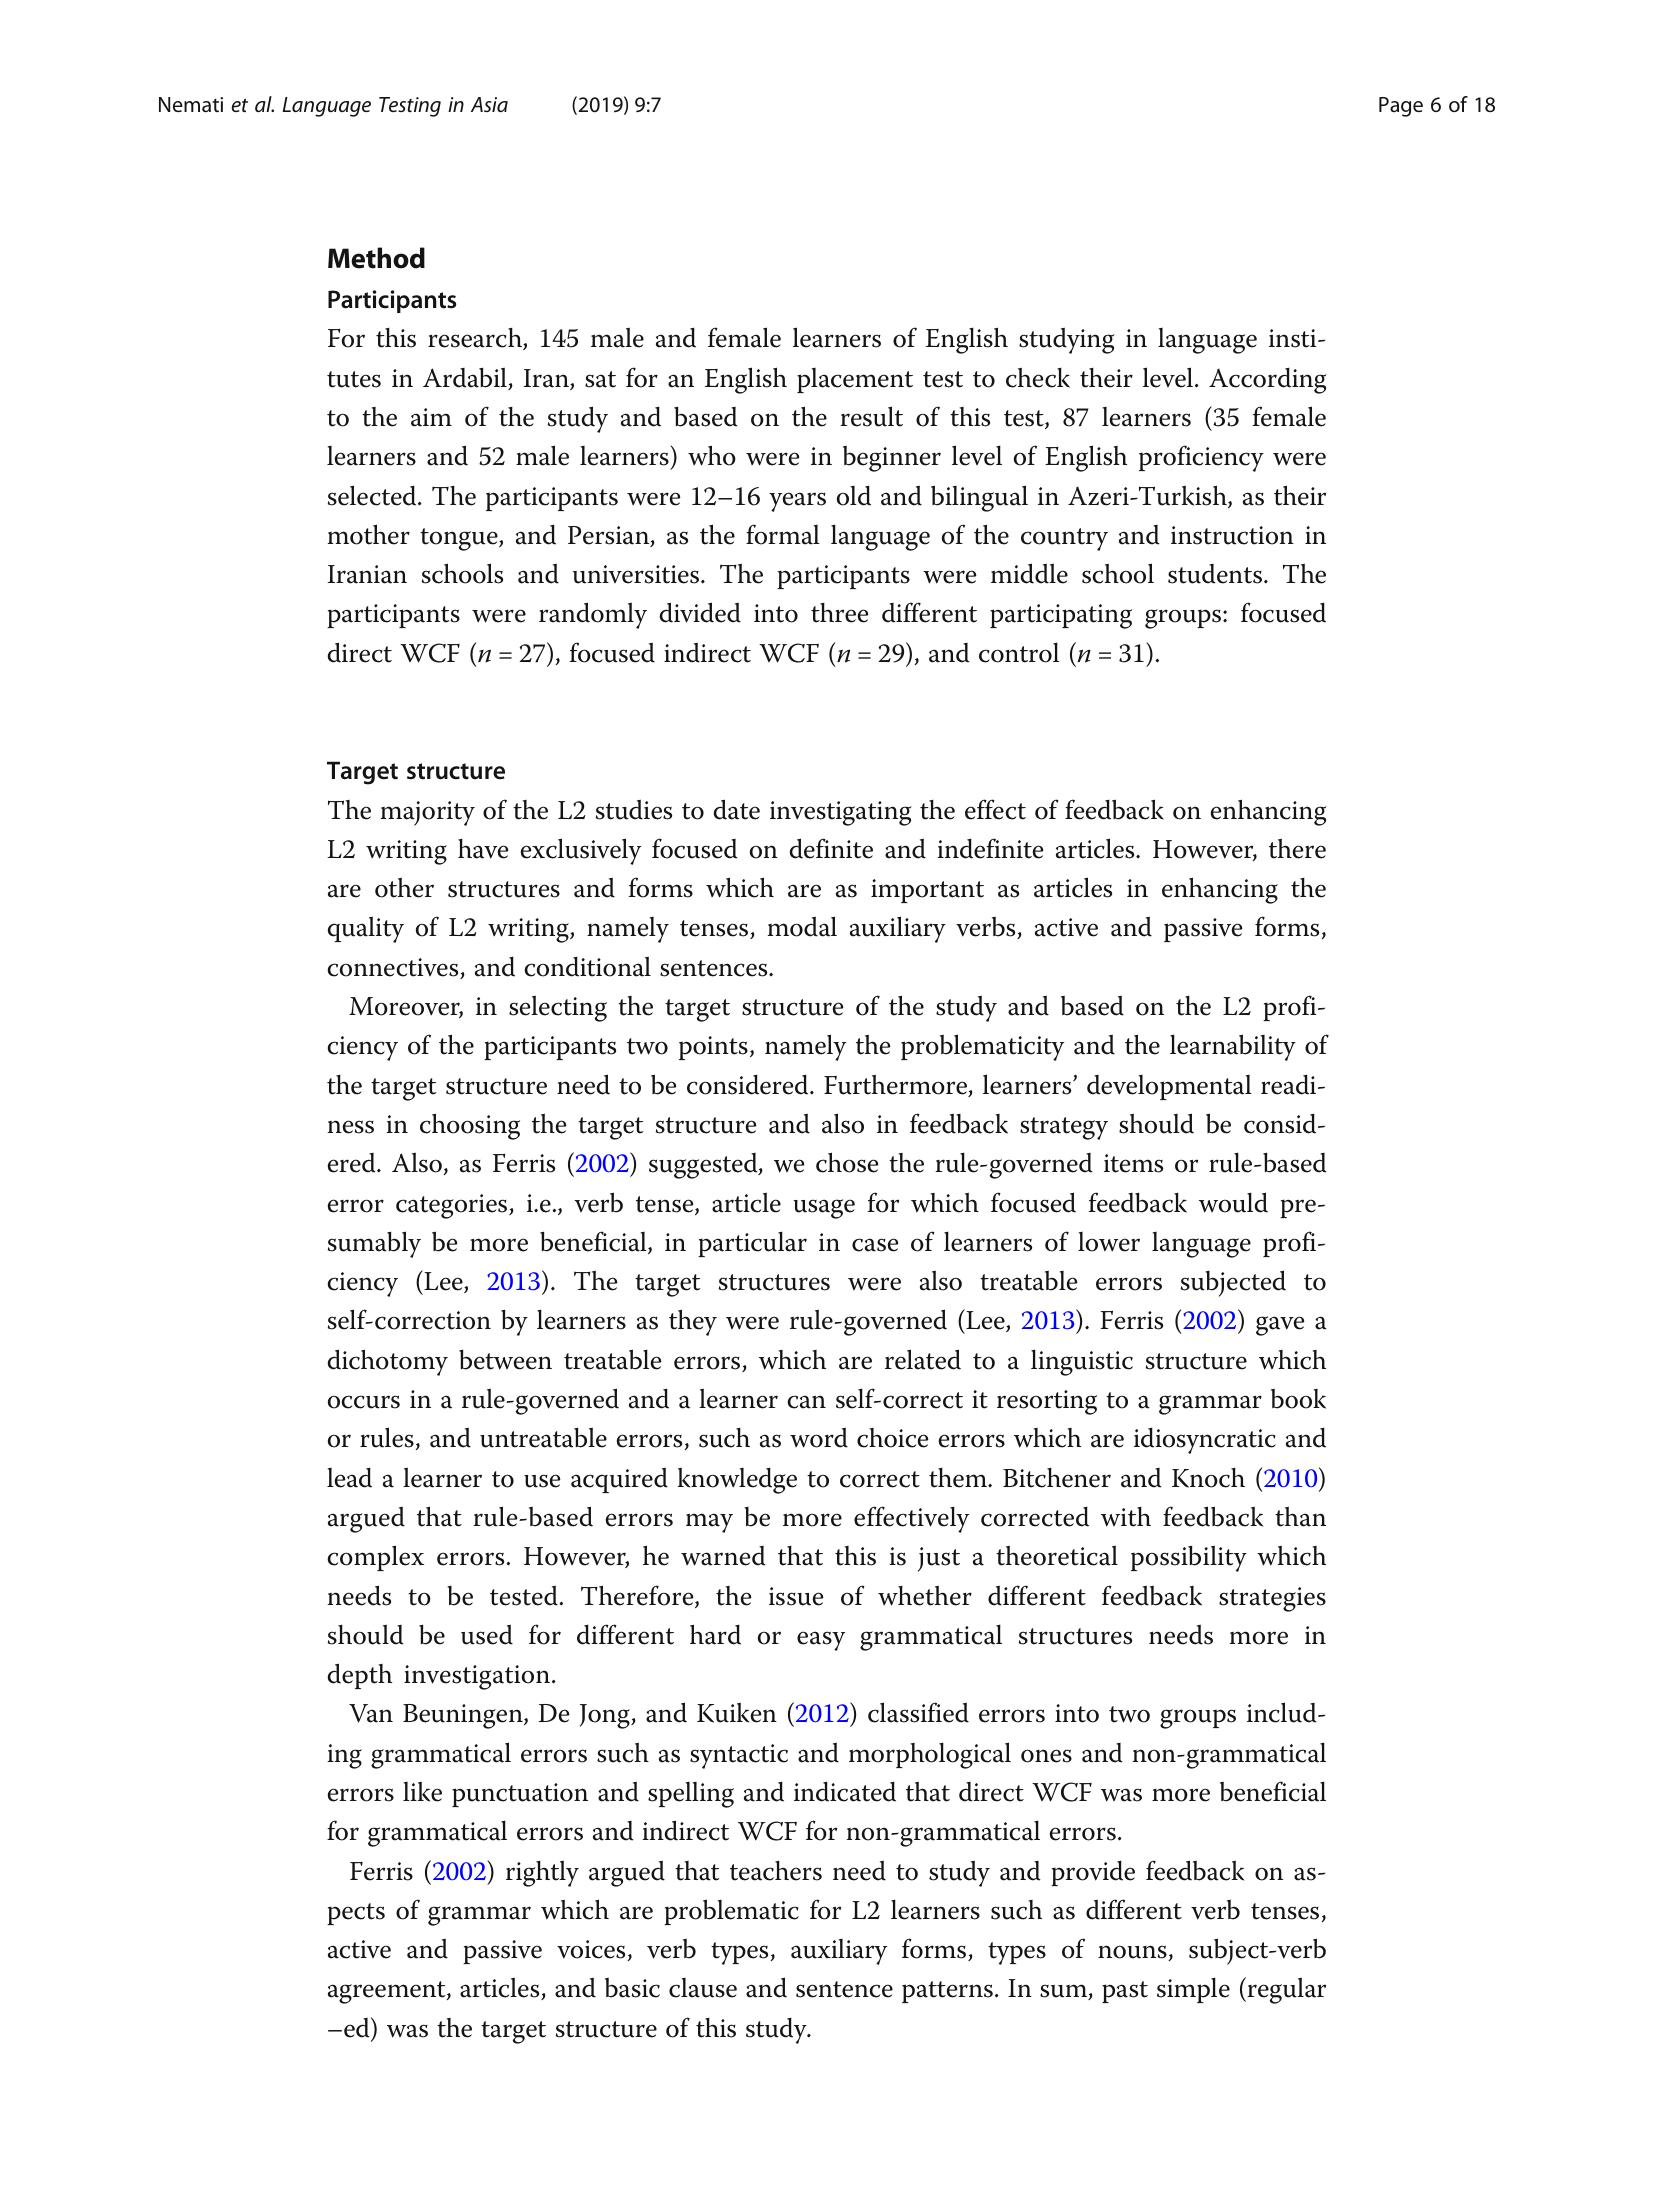 Nemati et al. Language Testing in Asia (2019) 9:7 Page 6 of 18
Method
Participants
For this research, 145 male and female learners of English studying in language insti-
tutes in Ardabil, Iran, sat for an English placement test to check their level. According
to the aim of the study and based on the result of this test, 87 learners (35 female
learners and 52 male learners) who were in beginner level of English proficiency were
selected. The participants were 12–16 years old and bilingual in Azeri-Turkish, as their
mother tongue, and Persian, as the formal language of the country and instruction in
Iranian schools and universities. The participants were middle school students. The
participants were randomly divided into three different participating groups: focused
direct WCF (n = 27), focused indirect WCF (n = 29), and control (n = 31).
Target structure
The majority of the L2 studies to date investigating the effect of feedback on enhancing
L2 writing have exclusively focused on definite and indefinite articles. However, there
are other structures and forms which are as important as articles in enhancing the
quality of L2 writing, namely tenses, modal auxiliary verbs, active and passive forms,
connectives, and conditional sentences.
Moreover, in selecting the target structure of the study and based on the L2 profi-
ciency of the participants two points, namely the problematicity and the learnability of
the target structure need to be considered. Furthermore, learners’ developmental readi-
ness in choosing the target structure and also in feedback strategy should be consid-
ered. Also, as Ferris (2002) suggested, we chose the rule-governed items or rule-based
error categories, i.e., verb tense, article usage for which focused feedback would pre-
sumably be more beneficial, in particular in case of learners of lower language profi-
ciency (Lee, 2013). The target structures were also treatable errors subjected to
self-correction by learners as they were rule-governed (Lee, 2013). Ferris (2002) gave a
dichotomy between treatable errors, which are related to a linguistic structure which
occurs in a rule-governed and a learner can self-correct it resorting to a grammar book
or rules, and untreatable errors, such as word choice errors which are idiosyncratic and
lead a learner to use acquired knowledge to correct them. Bitchener and Knoch (2010)
argued that rule-based errors may be more effectively corrected with feedback than
complex errors. However, he warned that this is just a theoretical possibility which
needs to be tested. Therefore, the issue of whether different feedback strategies
should be used for different hard or easy grammatical structures needs more in
depth investigation.
Van Beuningen, De Jong, and Kuiken (2012) classified errors into two groups includ-
ing grammatical errors such as syntactic and morphological ones and non-grammatical
errors like punctuation and spelling and indicated that direct WCF was more beneficial
for grammatical errors and indirect WCF for non-grammatical errors.
Ferris (2002) rightly argued that teachers need to study and provide feedback on as-
pects of grammar which are problematic for L2 learners such as different verb tenses,
active and passive voices, verb types, auxiliary forms, types of nouns, subject-verb
agreement, articles, and basic clause and sentence patterns. In sum, past simple (regular
–ed) was the target structure of this study.